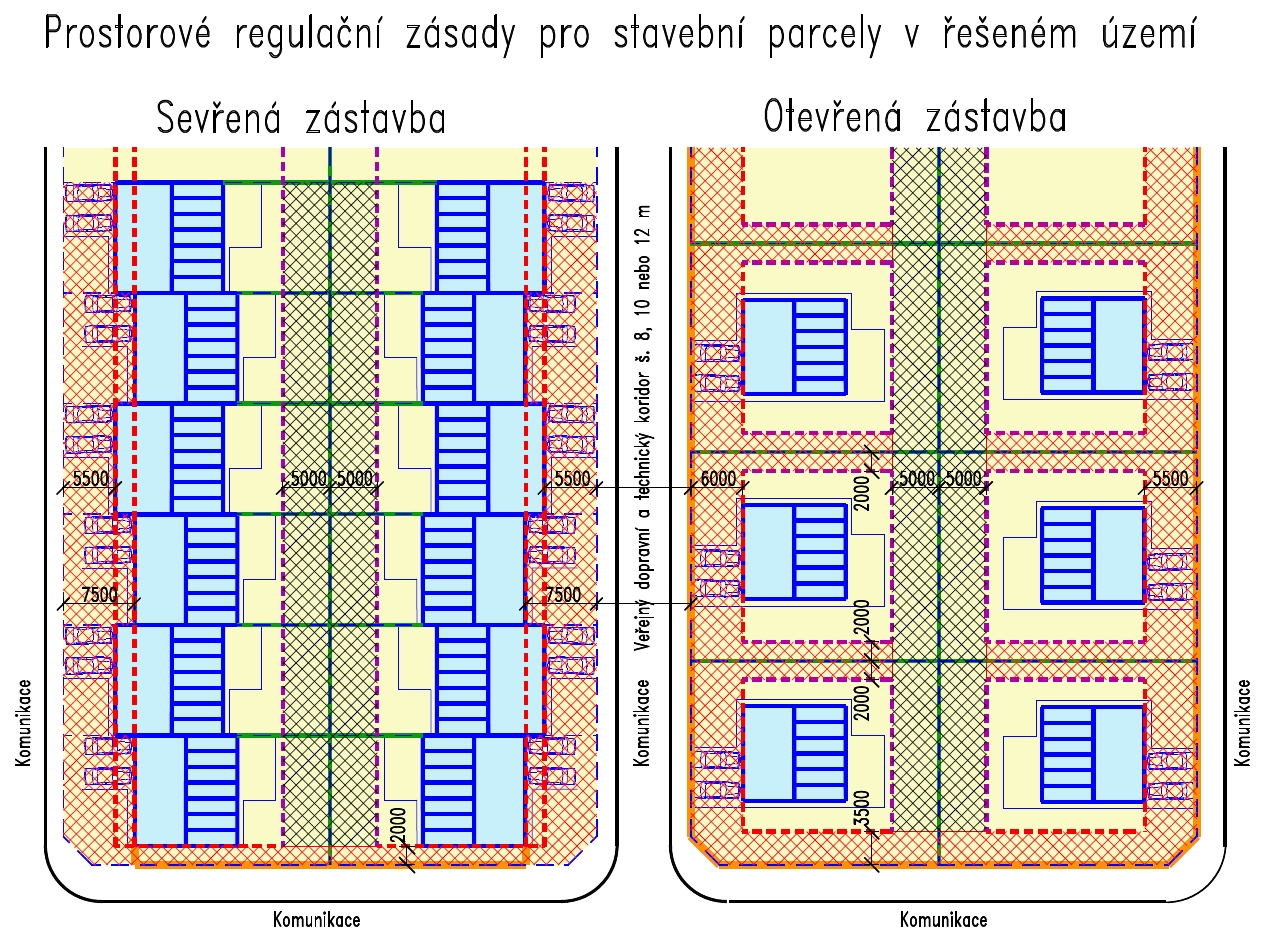 Prostorové regulační zásady pro stavební parcely v řešeném území
Sevřená zástavba
Otevřená zástavba
Veřejný dopravní a technický koridor š. 8, 10 nebo 12 m
5500
5000
5000
5500
6000
2000
5000
5000
5500
7500
7500
2000
2000
3500
2000
Komunikace
Komunikace
Komunikace
Komunikace
Komunikace